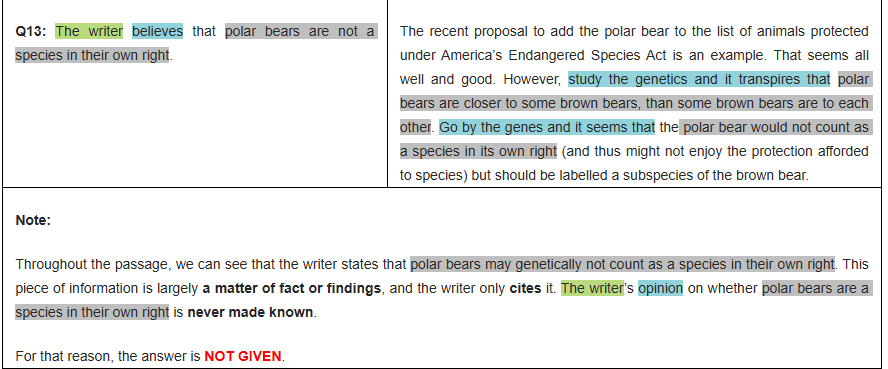 Q13: The writer believes that polar bears are not a
species in their own right.
The recent proposal to add the polar bear to the list of animals protected
under America's Endangered Species Act is an example. That seems all
well and good. However, study the genetics and it transpires that polar
bears are closer to some brown bears, than some brown bears are to each
other. Go by the genes and it seems that the polar bear would not count as
a species in its own right (and thus might not enjoy the protection afforded
to species) but should be labelled a subspecies of the brown bear.
Note:
Throughout the passage, we can see that the writer states that polar bears may genetically not count as a species in their own right. This
piece of information is largely a matter of fact or findings, and the writer only cites it. The writer's opinion on whether polar bears are a
species in their own right is never made known.
For that reason, the answer is NOT GIVEN.